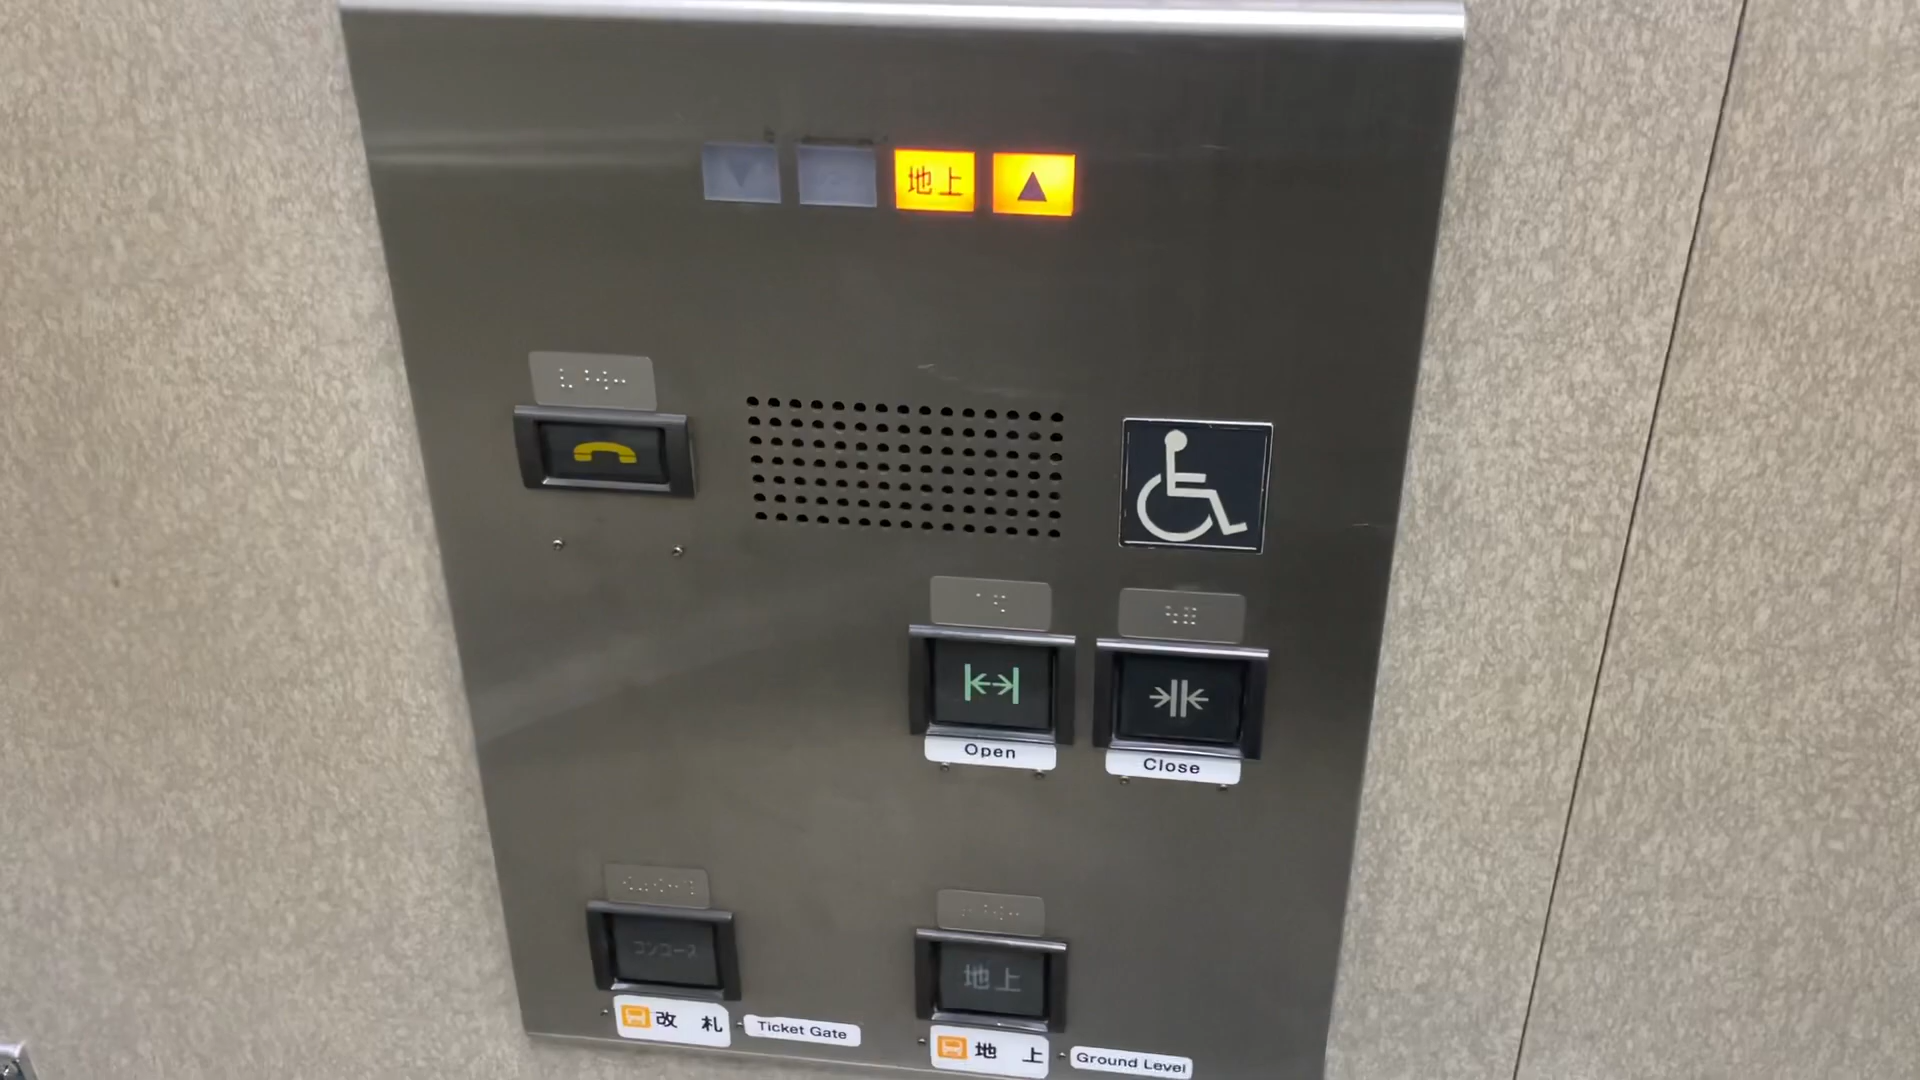 地上
Open
Close
コンコース
地上
改札
Ticket Gate
地上
Ground Level